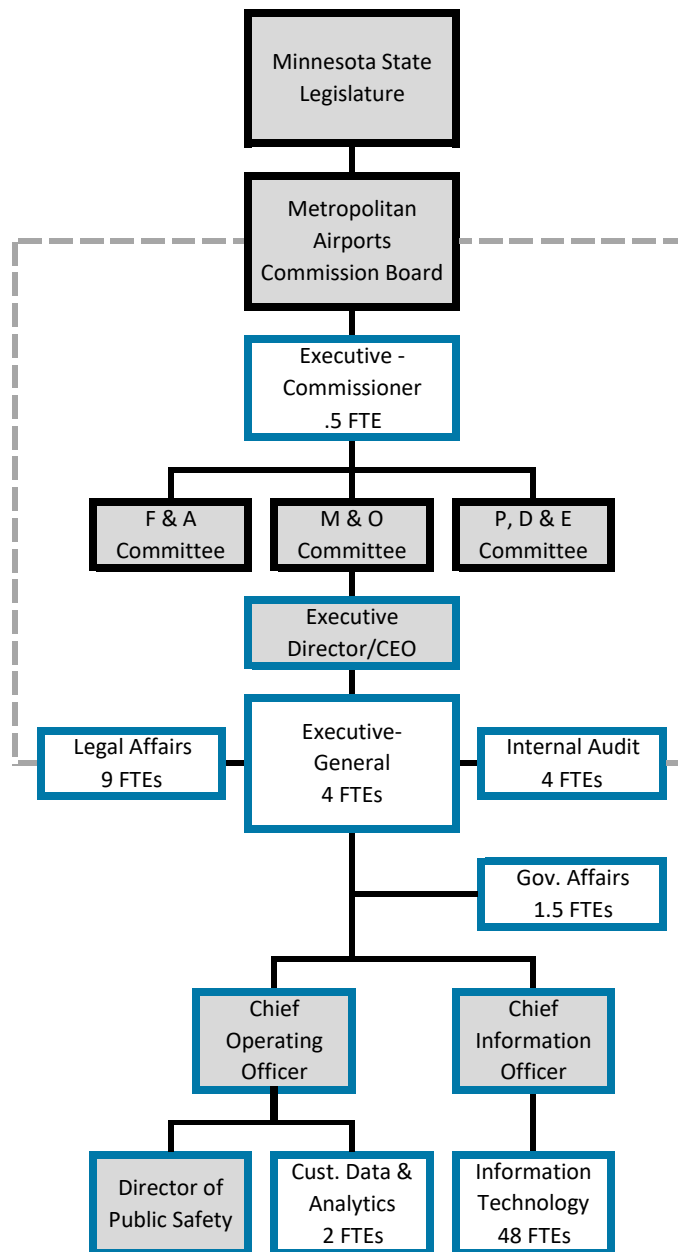 Minnesota State
Legislature
Metropolitan
Airports
Commission Board
Executive -
Commissioner
.5 FTE
F & A
Committee
M & O
Committee
P, D & E
Committee
Executive
Director/CEO
Legal Affairs
9 FTEs
Executive-
General
4 FTEs
Internal Audit
4 FTEs
Gov. Affairs
1.5 FTEs
Chief
Operating
Officer
Chief
Information
Officer
Director of
Public Safety
Cust. Data &
Analytics
2 FTEs
Information
Technology
48 FTEs